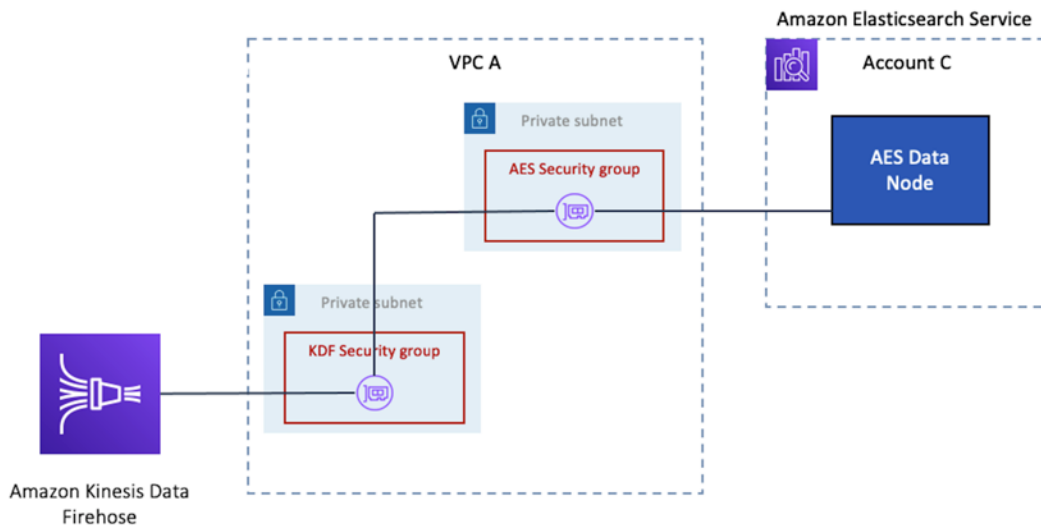 Amazon Elasticsearch Service
VPC A
Account C
Private subnet
AES Security group
AES Data
Node
Private subnet
KDF Security group
Amazon Kinesis Data
Firehose